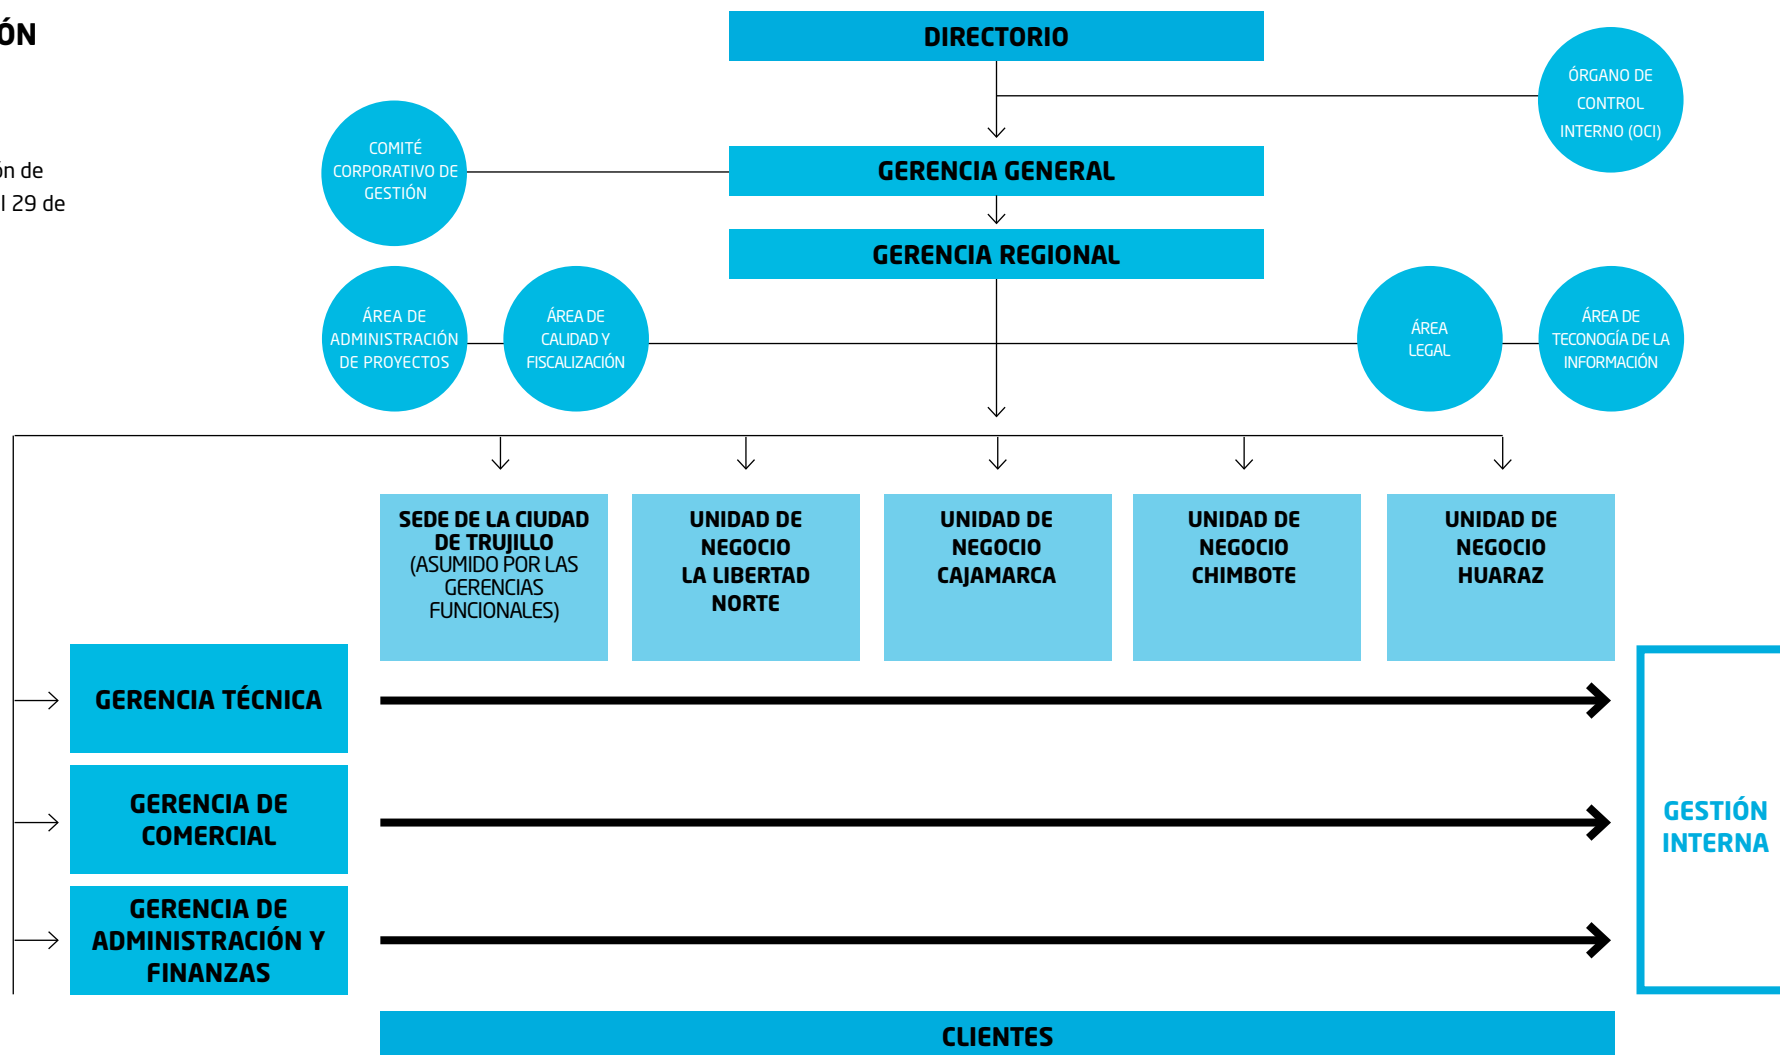 ÓN
ón de
l 29 de
DIRECTORIO
ÓRGANO DE
CONTROL
INTERNO (OCI)
COMITÉ
CORPORATIVO DE
GESTIÓN
GERENCIA GENERAL
GERENCIA REGIONAL
ÁREA DE
ADMINISTRACIÓN
DE PROYECTOS
ÁREA DE
CALIDAD Y
FISCALIZACIÓN
ÁREA
LEGAL
ÁREA DE
TECONOGÍA DE LA
INFORMACIÓN
SEDE DE LA CIUDAD
DE TRUJILLO
(ASUMIDO POR LAS
GERENCIAS
FUNCIONALES)
UNIDAD DE
NEGOCIO
LA LIBERTAD
NORTE
UNIDAD DE
NEGOCIO
CAJAMARCA
UNIDAD DE
NEGOCIO
CHIMBOTE
UNIDAD DE
NEGOCIO
HUARAZ
GERENCIA TÉCNICA
GERENCIA DE
COMERCIAL
GERENCIA DE
ADMINISTRACIÓN Y
FINANZAS
GESTIÓN
INTERNA
CLIENTES